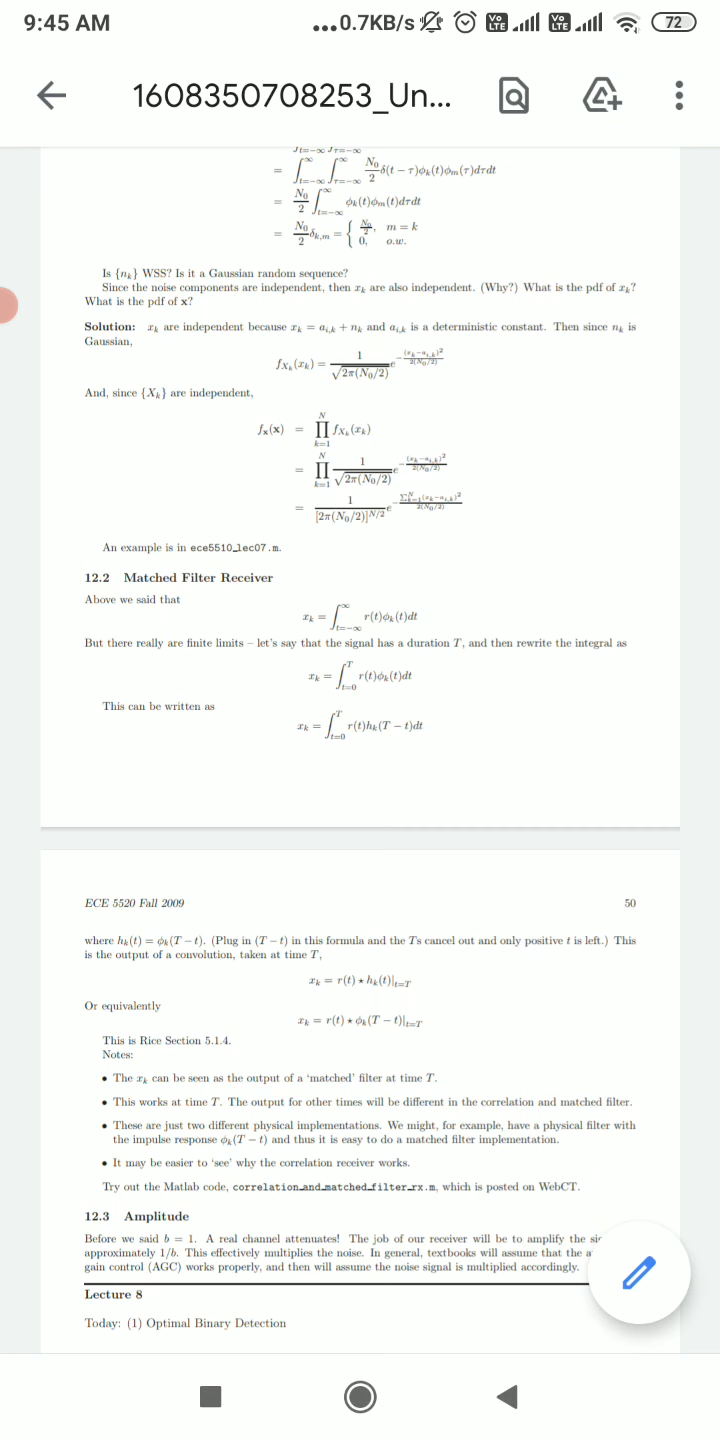 9:45 AM
...0.7KB/s Vo LTE Vo LTE 72
1608350708253_Un...
∫t=−∞ ∫τ=−∞
= ∫_{t=−∞}^{∞} ∫_{τ=−∞}^{∞} N₀/2 δ(t − τ)ϕk(t)ϕm(τ)dτdt
= N₀/2 ∫_{t=−∞}^{∞} ϕk(t)ϕm(t)dτdt
= N₀/2 δk,m = { N₀/2, m = k
0, o.w.
Is {nk} WSS? Is it a Gaussian random sequence?
Since the noise components are independent, then xk are also independent. (Why?) What is the pdf of xk?
What is the pdf of x?
Solution: xk are independent because xk = ai,k + nk and ai,k is a deterministic constant. Then since nk is
Gaussian,
fXk(xk) = 1/√(2π(N₀/2)) e^{−(xk−ai,k)²/(2(N₀/2))}
And, since {Xk} are independent,
fx(x) = ∏_{k=1}^{N} fXk(xk)
= ∏_{k=1}^{N} 1/√(2π(N₀/2)) e^{−(xk−ai,k)²/(2(N₀/2))}
= 1/[2π(N₀/2)]^{N/2} e^{−∑_{k=1}^{N}(xk−ai,k)²/(2(N₀/2))}
An example is in ece5510_lec07.m.
12.2 Matched Filter Receiver
Above we said that
xk = ∫_{t=−∞}^{∞} r(t)ϕk(t)dt
But there really are finite limits – let's say that the signal has a duration T, and then rewrite the integral as
xk = ∫_{t=0}^{T} r(t)ϕk(t)dt
This can be written as
xk = ∫_{t=0}^{T} r(t)hk(T − t)dt
ECE 5520 Fall 2009 50
where hk(t) = ϕk(T − t). (Plug in (T − t) in this formula and the Ts cancel out and only positive t is left.) This
is the output of a convolution, taken at time T,
xk = r(t) ⋆ hk(t)|t=T
Or equivalently
xk = r(t) ⋆ ϕk(T − t)|t=T
This is Rice Section 5.1.4.
Notes:
• The xk can be seen as the output of a 'matched' filter at time T.
• This works at time T. The output for other times will be different in the correlation and matched filter.
• These are just two different physical implementations. We might, for example, have a physical filter with
the impulse response ϕk(T − t) and thus it is easy to do a matched filter implementation.
• It may be easier to 'see' why the correlation receiver works.
Try out the Matlab code, correlation_and_matched_filter_rx.m, which is posted on WebCT.
12.3 Amplitude
Before we said b = 1. A real channel attenuates! The job of our receiver will be to amplify the
approximately 1/b. This effectively multiplies the noise. In general, textbooks will assume that the
gain control (AGC) works properly, and then will assume the noise signal is multiplied accordingly.
Lecture 8
Today: (1) Optimal Binary Detection